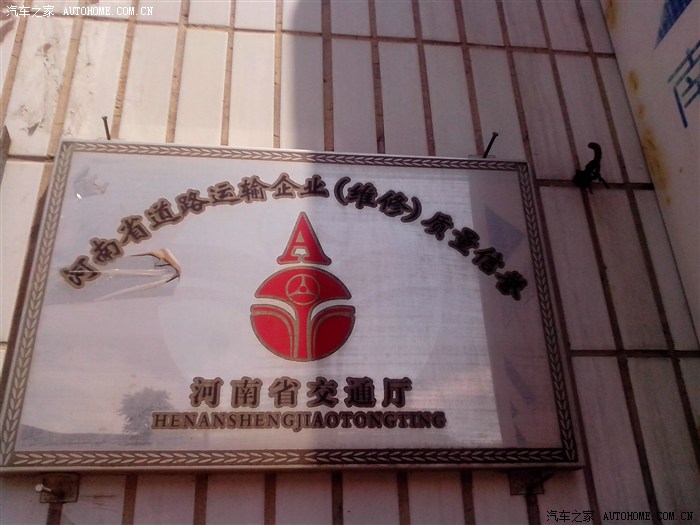 汽车之家 AUTOHOME.COM.CN
河南省道路运输企业(维修)质量信誉
河南省交通厅
HENANSHENGJIAOTONGTING
南
汽车之家 AUTOHOME.COM.CN